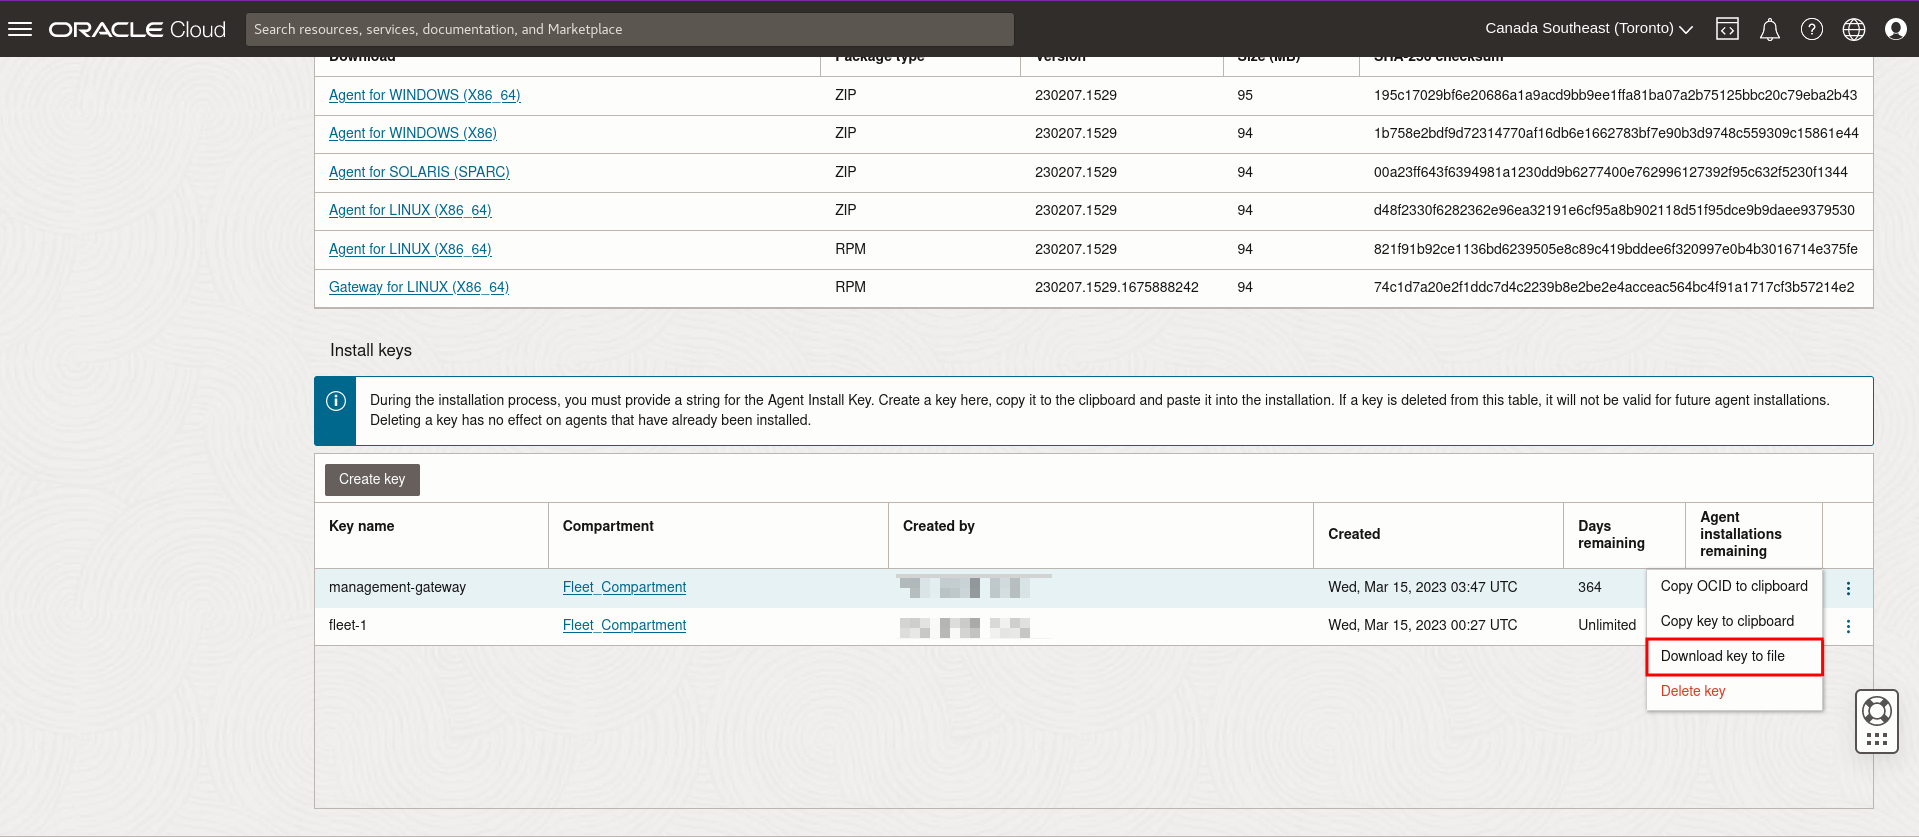 ORACLE Cloud
Search resources, services, documentation, and Marketplace
Canada Southeast (Toronto)
Download Package type Version Size (MB) SHA-256 checksum
Agent for WINDOWS (X86_64) ZIP 230207.1529 95 195c17029bf6e20686a1a9acd9bb9ee1ffa81ba07a2b75125bbc20c79eba2b43
Agent for WINDOWS (X86) ZIP 230207.1529 94 1b758e2bdf9d72314770af16db6e1662783bf7e90b3d9748c559309c15861e44
Agent for SOLARIS (SPARC) ZIP 230207.1529 94 00a23ff643f6394981a1230dd9b6277400e762996127392f95c632f5230f1344
Agent for LINUX (X86_64) ZIP 230207.1529 94 d48f2330f6282362e96ea32191e6cf95a8b902118d51f95dce9b9daee9379530
Agent for LINUX (X86_64) RPM 230207.1529 94 821f91b92ce1136bd6239505e8c89c419bddee6f320997e0b4b3016714e375fe
Gateway for LINUX (X86_64) RPM 230207.1529.1675888242 94 74c1d7a20e2f1ddc7d4c2239b8e2be2e4acceac564bc4f91a1717cf3b57214e2
Install keys
During the installation process, you must provide a string for the Agent Install Key. Create a key here, copy it to the clipboard and paste it into the installation. If a key is deleted from this table, it will not be valid for future agent installations.
Deleting a key has no effect on agents that have already been installed.
Create key
Key name Compartment Created by Created Days remaining Agent installations remaining
management-gateway Fleet_Compartment Wed, Mar 15, 2023 03:47 UTC 364
fleet-1 Fleet_Compartment Wed, Mar 15, 2023 00:27 UTC Unlimited
Copy OCID to clipboard
Copy key to clipboard
Download key to file
Delete key